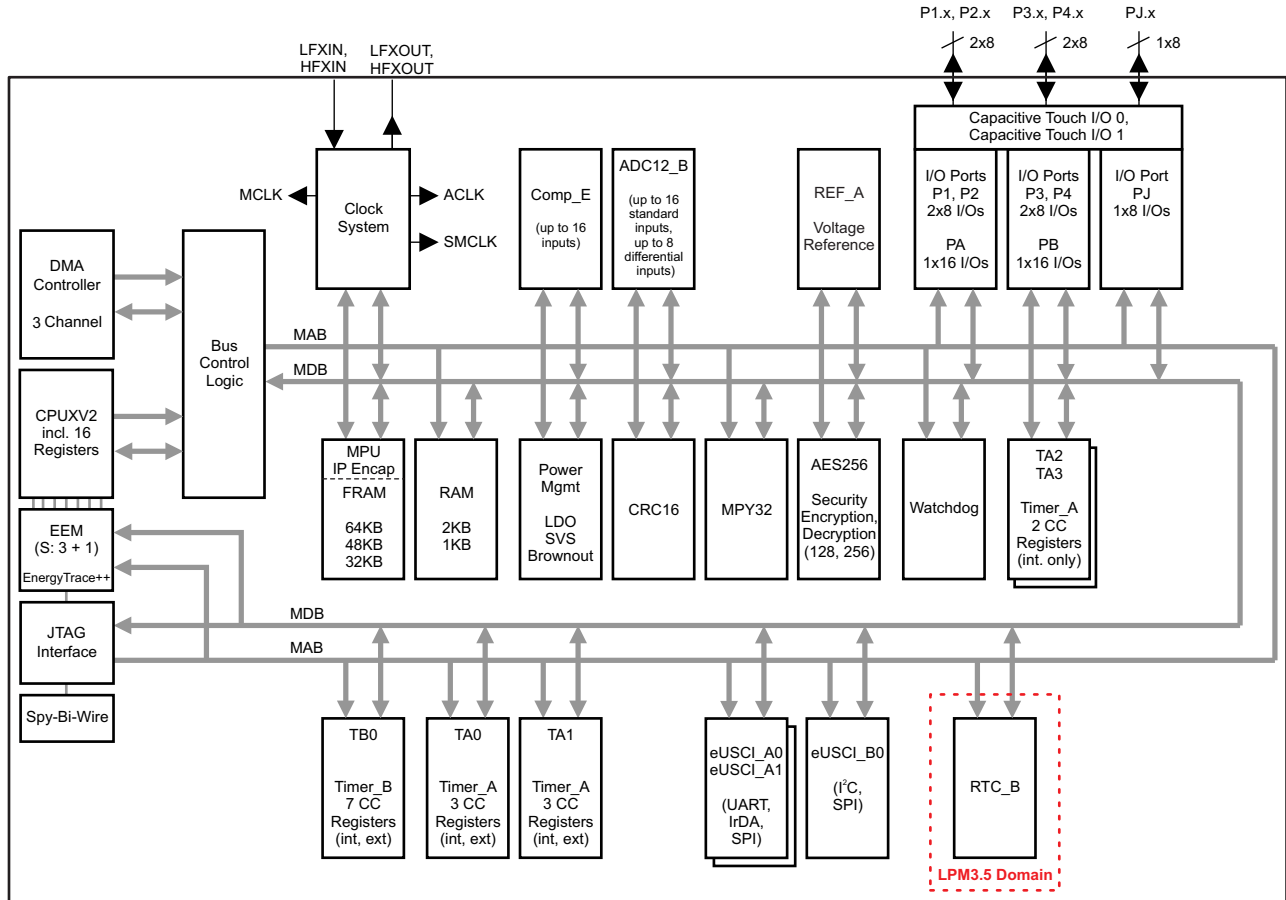 P1.x, P2.x
P3.x, P4.x
PJ.x
2x8
2x8
1x8
LFXIN,
HFXIN
LFXOUT,
HFXOUT
Capacitive Touch I/O 0,
Capacitive Touch I/O 1
MCLK
Clock
System
ACLK
SMCLK
Comp_E
(up to 16
inputs)
ADC12_B
(up to 16
standard
inputs,
up to 8
differential
inputs)
REF_A
Voltage
Reference
I/O Ports
P1, P2
2x8 I/Os
PA
1x16 I/Os
I/O Ports
P3, P4
2x8 I/Os
PB
1x16 I/Os
I/O Port
PJ
1x8 I/Os
DMA
Controller
3 Channel
Bus
Control
Logic
MAB
MDB
CPUXV2
incl. 16
Registers
MPU
IP Encap
FRAM
64KB
48KB
32KB
RAM
2KB
1KB
Power
Mgmt
LDO
SVS
Brownout
CRC16
MPY32
AES256
Security
Encryption,
Decryption
(128, 256)
Watchdog
TA2
TA3
Timer_A
2 CC
Registers
(int. only)
EEM
(S: 3 + 1)
EnergyTrace++
JTAG
Interface
Spy-Bi-Wire
MDB
MAB
TB0
Timer_B
7 CC
Registers
(int, ext)
TA0
Timer_A
3 CC
Registers
(int, ext)
TA1
Timer_A
3 CC
Registers
(int, ext)
eUSCI_A0
eUSCI_A1
(UART,
IrDA,
SPI)
eUSCI_B0
(I²C,
SPI)
RTC_B
LPM3.5 Domain